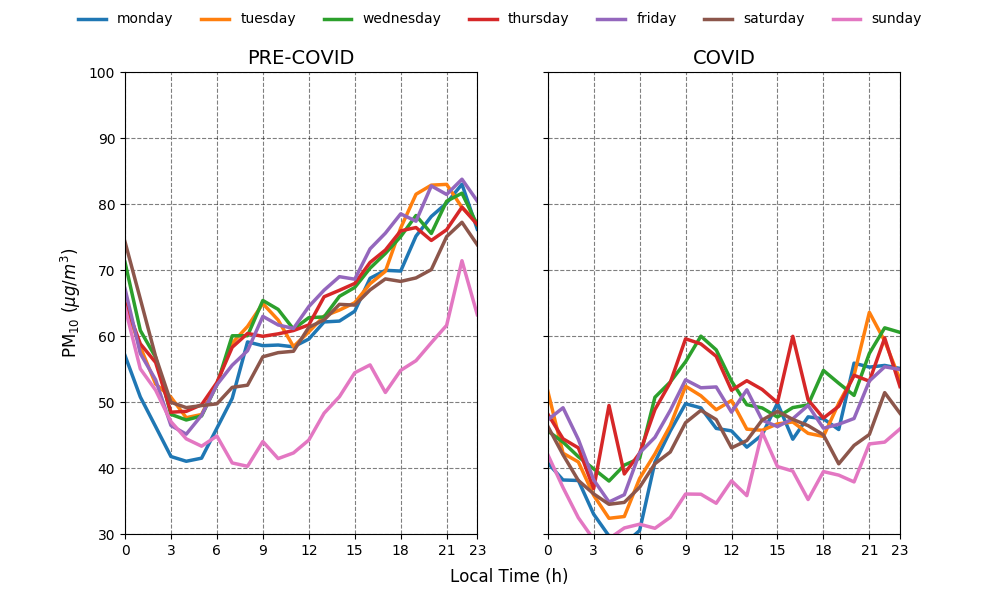 monday tuesday wednesday thursday friday saturday sunday
PRE-COVID COVID
100
90
80
70
60
50
40
30
PM10 (μg/m3)
0 3 6 9 12 15 18 21 23 0 3 6 9 12 15 18 21 23
Local Time (h)